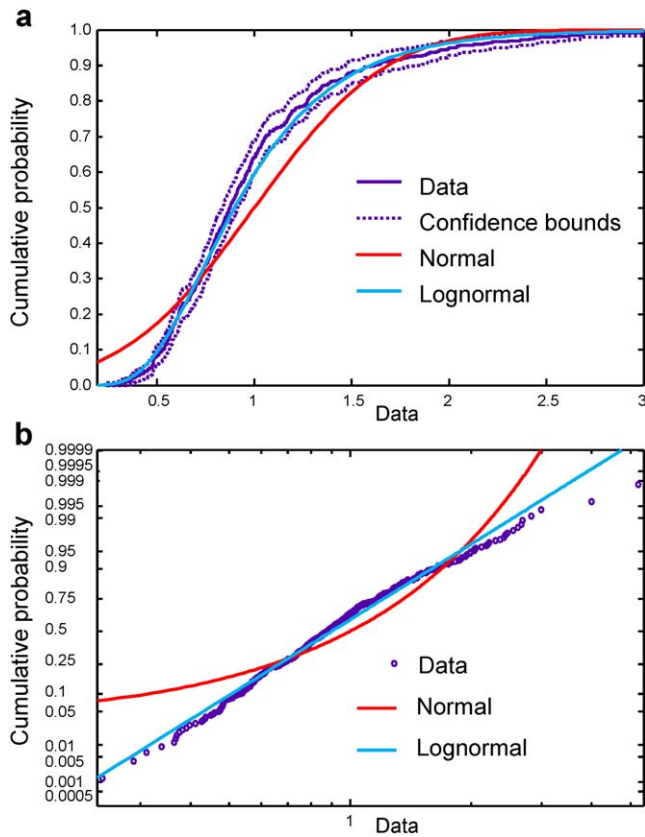 a
1.0
0.9
0.8
0.7
0.6
0.5
0.4
0.3
0.2
0.1
0.0
Cumulative probability
Data
Confidence bounds
Normal
Lognormal
0.5 1 1.5 2 2.5 3
Data
b
0.9999
0.9995
0.999
0.995
0.99
0.95
0.9
0.75
0.5
0.25
0.1
0.05
0.01
0.005
0.001
0.0005
Cumulative probability
Data
Normal
Lognormal
1
Data